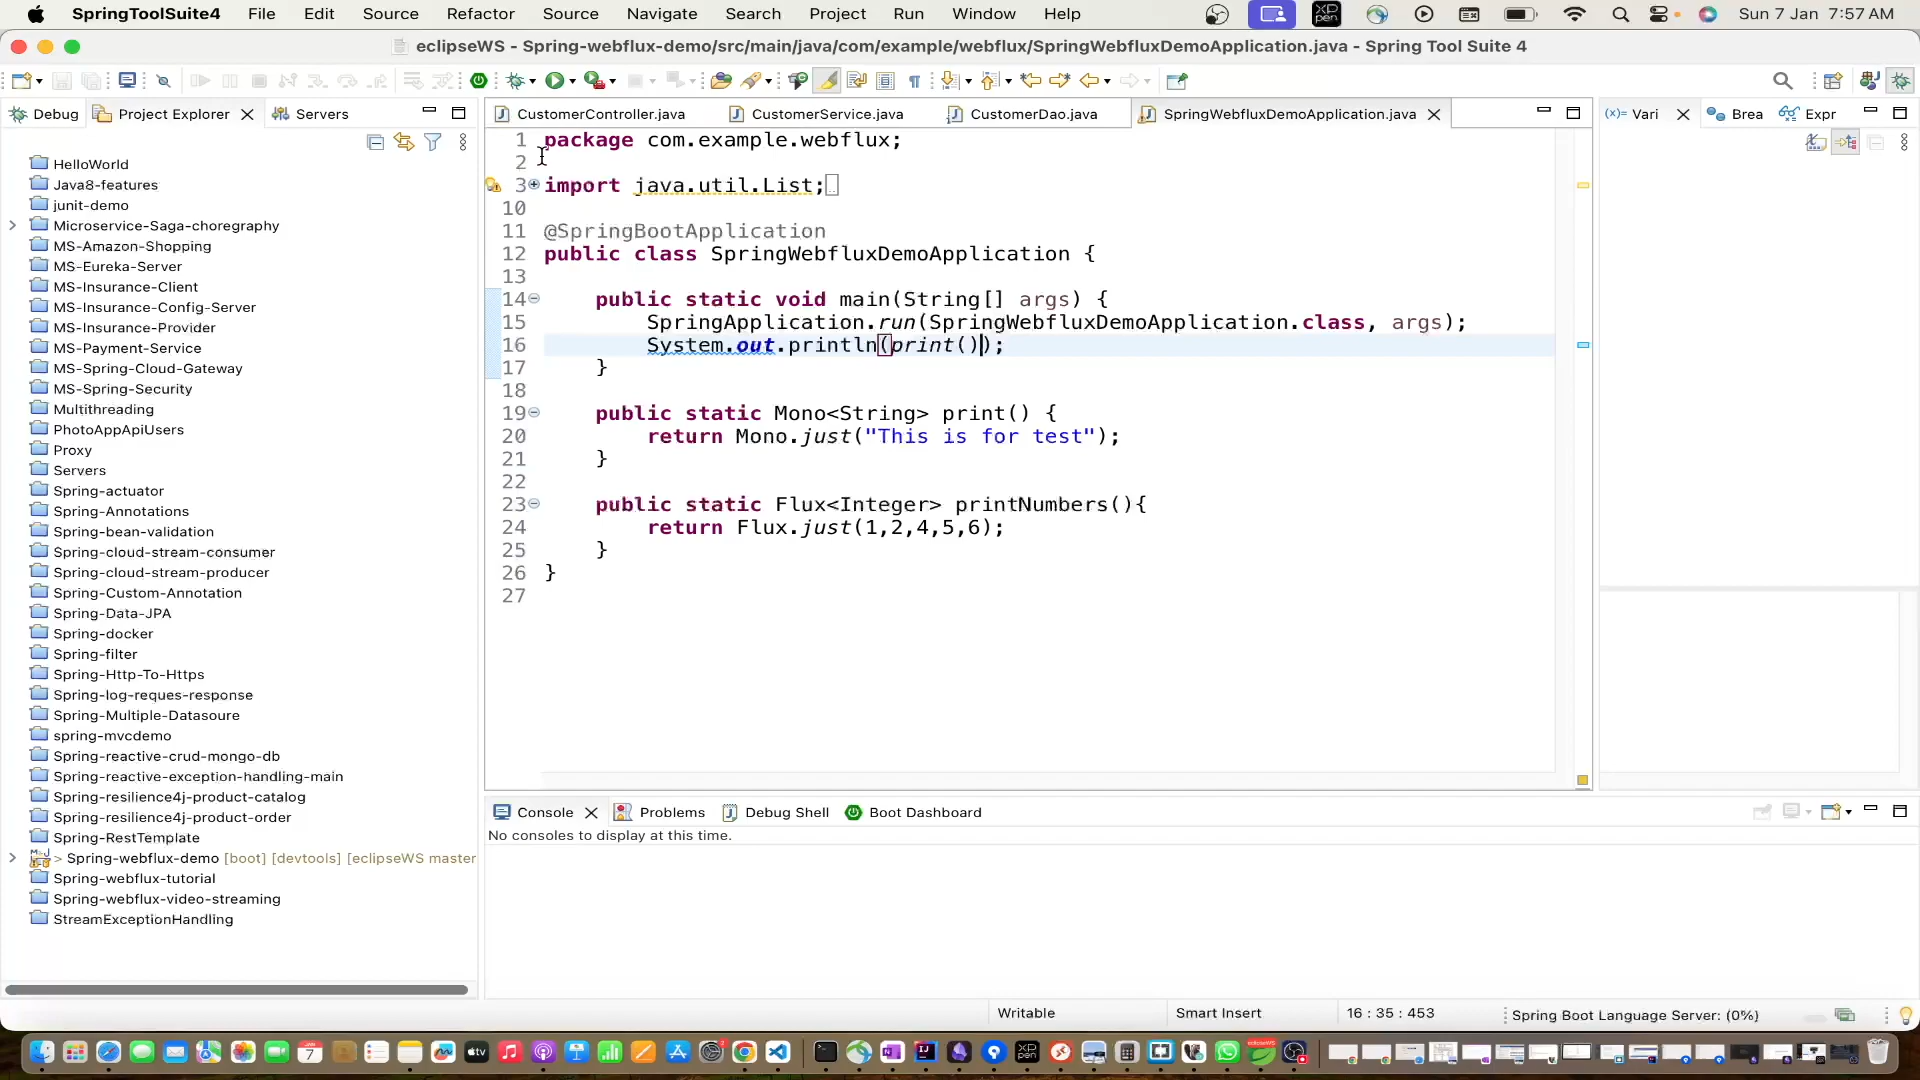 SpringToolSuite4 File Edit Source Refactor Source Navigate Search Project Run Window Help Sun 7 Jan 7:57 AM
eclipseWS - Spring-webflux-demo/src/main/java/com/example/webflux/SpringWebfluxDemoApplication.java - Spring Tool Suite 4
Debug Project Explorer Servers
CustomerController.java CustomerService.java CustomerDao.java SpringWebfluxDemoApplication.java
(x)= Vari Brea Expr
HelloWorld
Java8-features
junit-demo
Microservice-Saga-choregraphy
MS-Amazon-Shopping
MS-Eureka-Server
MS-Insurance-Client
MS-Insurance-Config-Server
MS-Insurance-Provider
MS-Payment-Service
MS-Spring-Cloud-Gateway
MS-Spring-Security
Multithreading
PhotoAppApiUsers
Proxy
Servers
Spring-actuator
Spring-Annotations
Spring-bean-validation
Spring-cloud-stream-consumer
Spring-cloud-stream-producer
Spring-Custom-Annotation
Spring-Data-JPA
Spring-docker
Spring-filter
Spring-Http-To-Https
Spring-log-reques-response
Spring-Multiple-Datasoure
spring-mvcdemo
Spring-reactive-crud-mongo-db
Spring-reactive-exception-handling-main
Spring-resilience4j-product-catalog
Spring-resilience4j-product-order
Spring-RestTemplate
> Spring-webflux-demo [boot] [devtools] [eclipseWS master
Spring-webflux-tutorial
Spring-webflux-video-streaming
StreamExceptionHandling
1 package com.example.webflux;
2
3 import java.util.List;
10
11 @SpringBootApplication
12 public class SpringWebfluxDemoApplication {
13
14 public static void main(String[] args) {
15 SpringApplication.run(SpringWebfluxDemoApplication.class, args);
16 System.out.println(print());
17 }
18
19 public static Mono<String> print() {
20 return Mono.just("This is for test");
21 }
22
23 public static Flux<Integer> printNumbers(){
24 return Flux.just(1,2,4,5,6);
25 }
26 }
27
Console Problems Debug Shell Boot Dashboard
No consoles to display at this time.
Writable Smart Insert 16 : 35 : 453 Spring Boot Language Server: (0%)